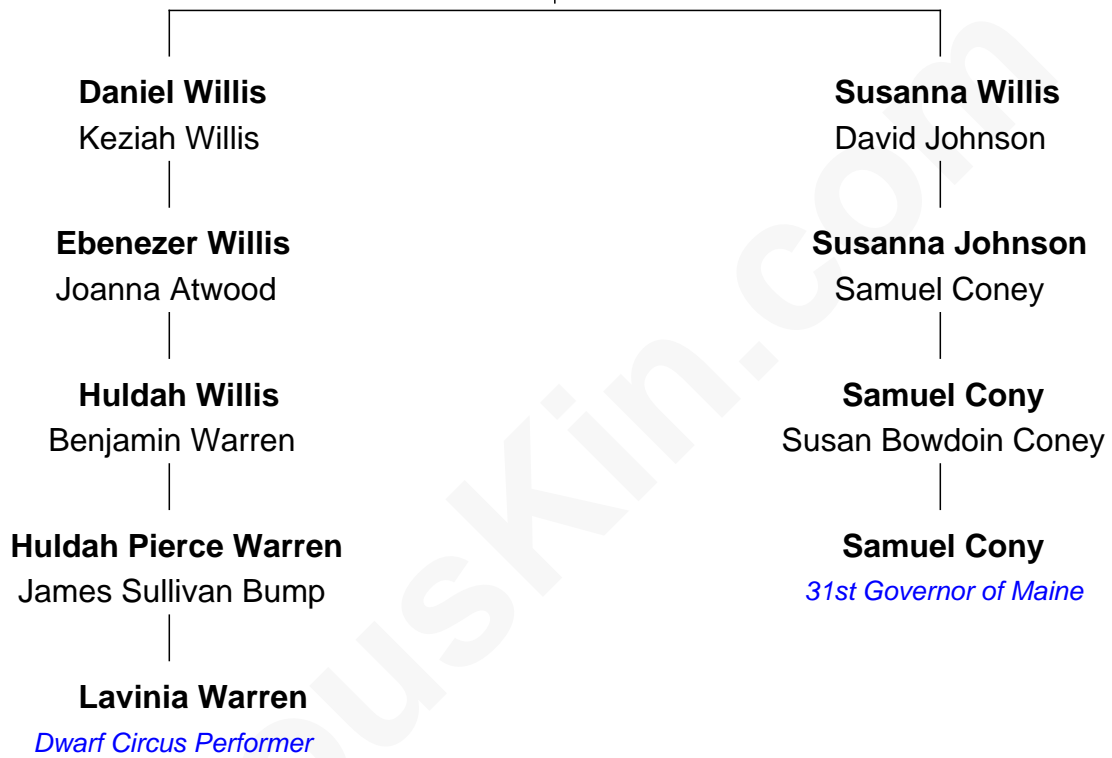 Daniel Willis
Keziah Willis
Susanna Willis
David Johnson
Ebenezer Willis
Joanna Atwood
Susanna Johnson
Samuel Coney
Huldah Willis
Benjamin Warren
Samuel Cony
Susan Bowdoin Coney
Huldah Pierce Warren
James Sullivan Bump
Samuel Cony
31st Governor of Maine
Lavinia Warren
Dwarf Circus Performer
ousKin.com